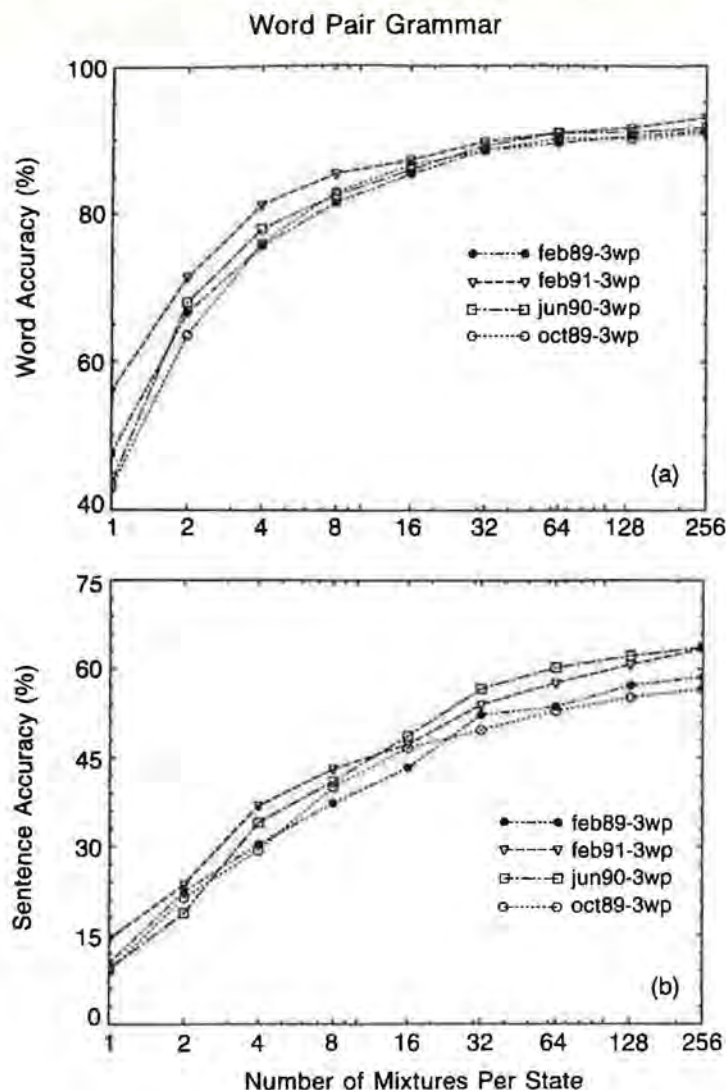 Word Pair Grammar
100
80
60
40
Word Accuracy (%)
feb89-3wp
feb91-3wp
jun90-3wp
oct89-3wp
(a)
1 2 4 8 16 32 64 128 256
75
60
45
30
15
0
Sentence Accuracy (%)
feb89-3wp
feb91-3wp
jun90-3wp
oct89-3wp
(b)
1 2 4 8 16 32 64 128 256
Number of Mixtures Per State